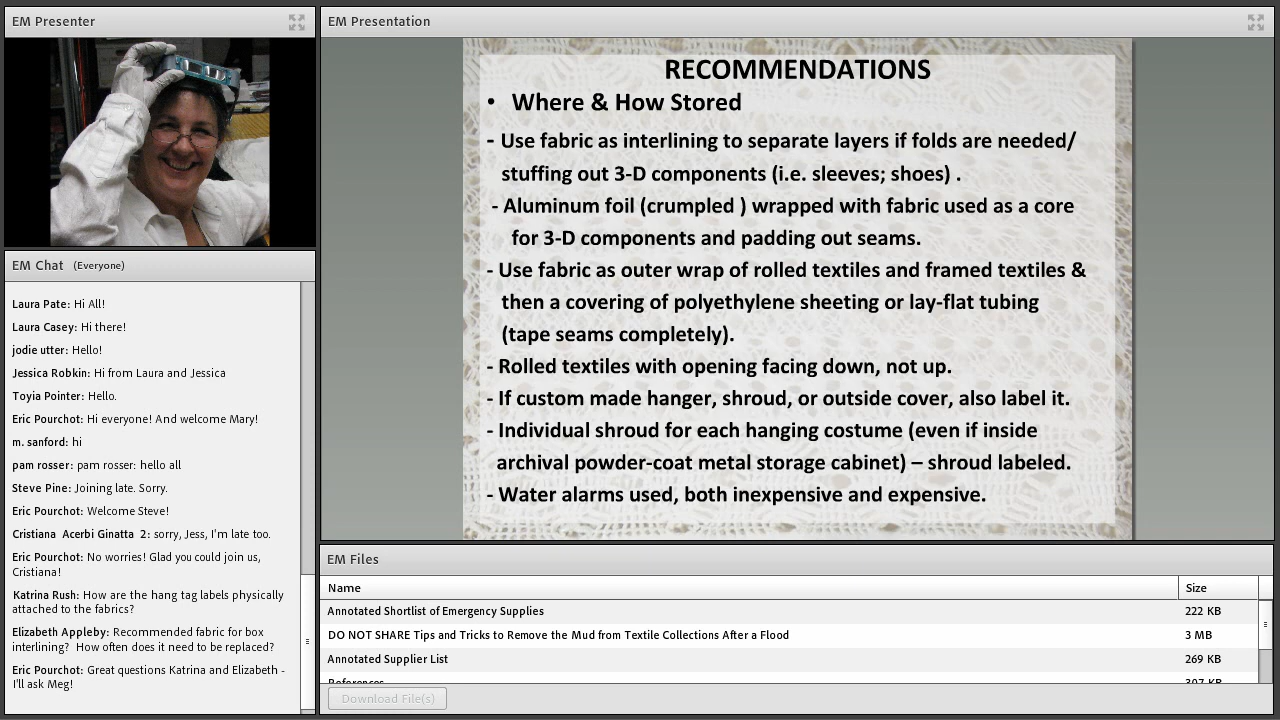 EM Presenter
EM Chat (Everyone)
Laura Pate: Hi All!
Laura Casey: Hi there!
jodie utter: Hello!
Jessica Robkin: Hi from Laura and Jessica
Toyia Pointer: Hello.
Eric Pourchot: Hi everyone! And welcome Mary!
m. sanford: hi
pam rosser: pam rosser: hello all
Steve Pine: Joining late. Sorry.
Eric Pourchot: Welcome Steve!
Cristiana Acerbi Ginatta 2: sorry, Jess, I'm late too.
Eric Pourchot: No worries! Glad you could join us,
Cristiana!
Katrina Rush: How are the hang tag labels physically
attached to the fabrics?
Elizabeth Appleby: Recommended fabric for box
interlining? How often does it need to be replaced?
Eric Pourchot: Great questions Katrina and Elizabeth -
I'll ask Meg!
EM Presentation
RECOMMENDATIONS
• Where & How Stored
- Use fabric as interlining to separate layers if folds are needed/
stuffing out 3-D components (i.e. sleeves; shoes) .
- Aluminum foil (crumpled ) wrapped with fabric used as a core
for 3-D components and padding out seams.
- Use fabric as outer wrap of rolled textiles and framed textiles &
then a covering of polyethylene sheeting or lay-flat tubing
(tape seams completely).
- Rolled textiles with opening facing down, not up.
- If custom made hanger, shroud, or outside cover, also label it.
- Individual shroud for each hanging costume (even if inside
archival powder-coat metal storage cabinet) – shroud labeled.
- Water alarms used, both inexpensive and expensive.
EM Files
Name Size
Annotated Shortlist of Emergency Supplies 222 KB
DO NOT SHARE Tips and Tricks to Remove the Mud from Textile Collections After a Flood 3 MB
Annotated Supplier List 269 KB
References 307 KB
Download File(s)